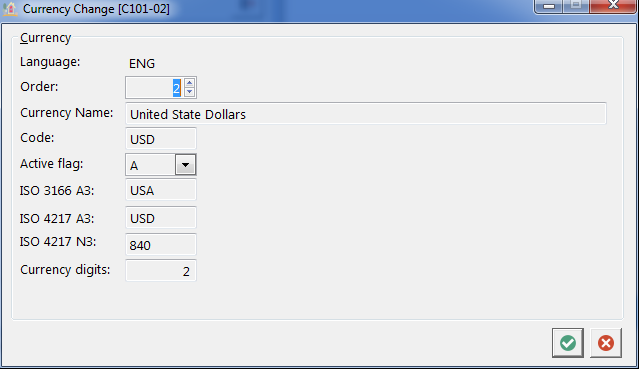 Currency Change [C101-02]
Currency
Language: ENG
Order: 2
Currency Name: United State Dollars
Code: USD
Active flag: A
ISO 3166 A3: USA
ISO 4217 A3: USD
ISO 4217 N3: 840
Currency digits: 2